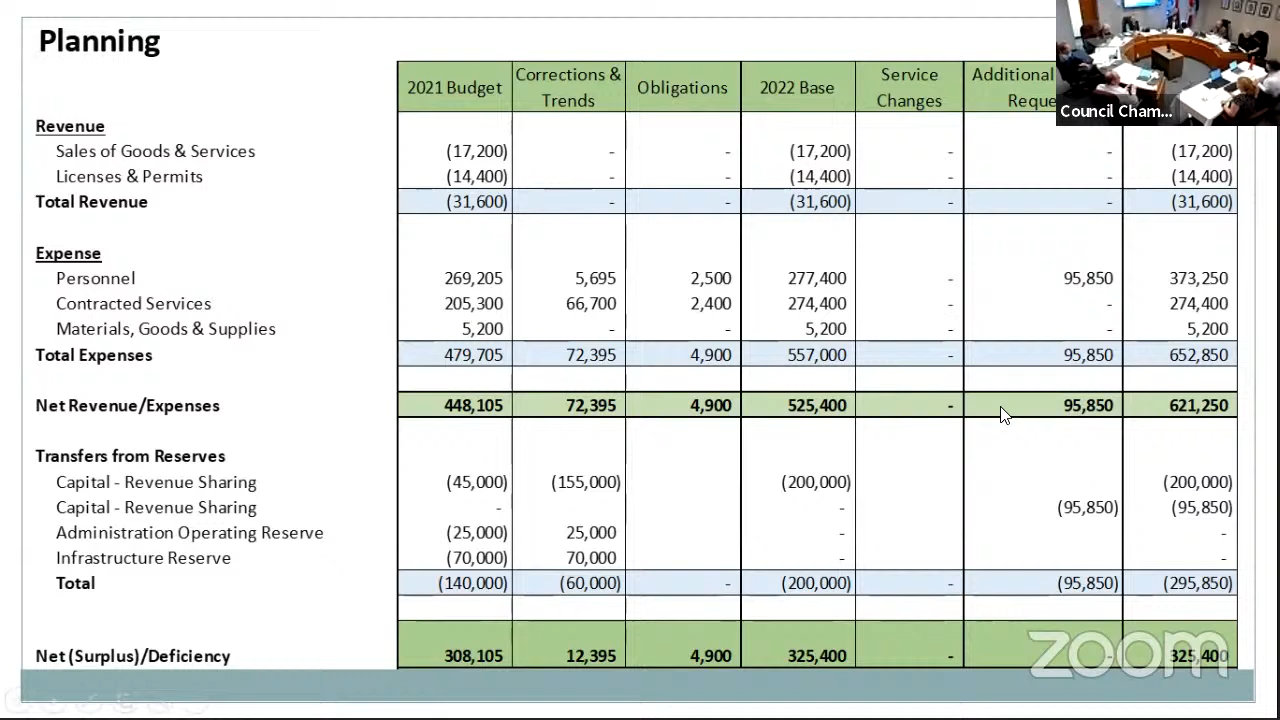 Planning
Council Cham...
2021 Budget Corrections & Trends Obligations 2022 Base Service Changes Additional
Revenue
Sales of Goods & Services (17,200) - - (17,200) - - (17,200)
Licenses & Permits (14,400) - - (14,400) - - (14,400)
Total Revenue (31,600) - - (31,600) - - (31,600)
Expense
Personnel 269,205 5,695 2,500 277,400 - 95,850 373,250
Contracted Services 205,300 66,700 2,400 274,400 - - 274,400
Materials, Goods & Supplies 5,200 - - 5,200 - - 5,200
Total Expenses 479,705 72,395 4,900 557,000 - 95,850 652,850
Net Revenue/Expenses 448,105 72,395 4,900 525,400 - 95,850 621,250
Transfers from Reserves
Capital - Revenue Sharing (45,000) (155,000) (200,000) (200,000)
Capital - Revenue Sharing - - (95,850) (95,850)
Administration Operating Reserve (25,000) 25,000 - -
Infrastructure Reserve (70,000) 70,000 - -
Total (140,000) (60,000) - (200,000) - (95,850) (295,850)
Net (Surplus)/Deficiency 308,105 12,395 4,900 325,400 - - 325,400
zoom